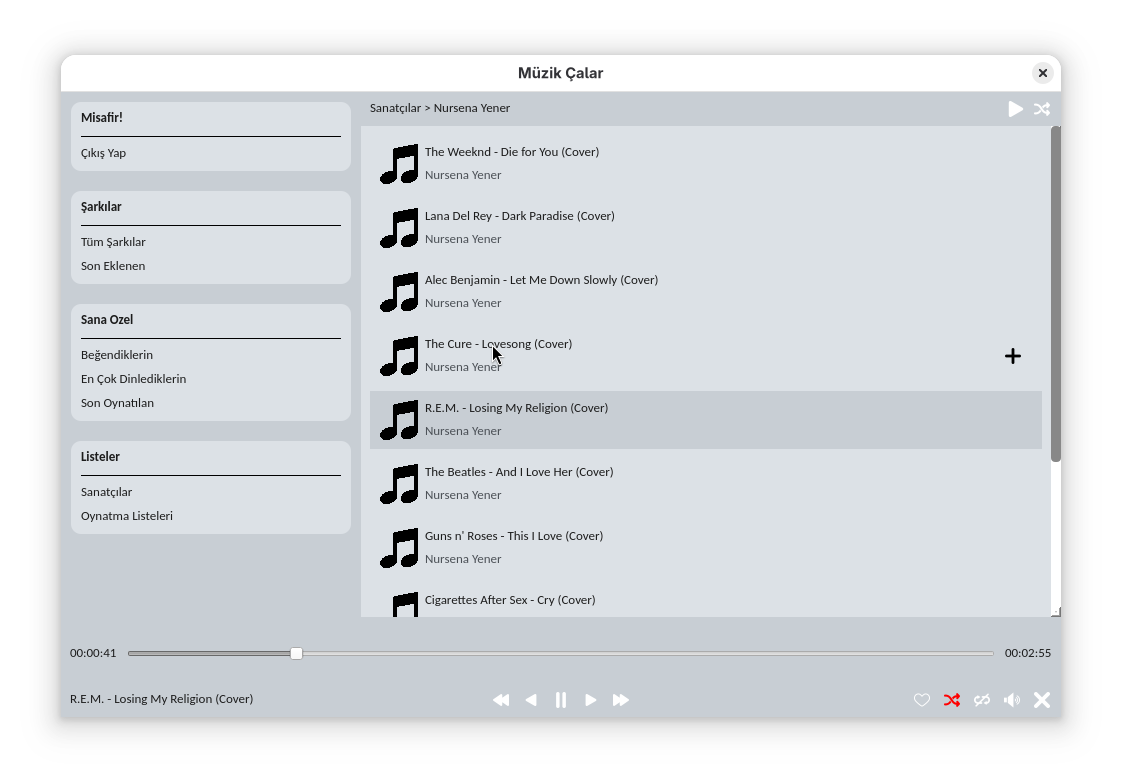 Müzik Çalar
Misafir!
Çıkış Yap
Şarkılar
Tüm Şarkılar
Son Eklenen
Sana Ozel
Beğendiklerin
En Çok Dinlediklerin
Son Oynatılan
Listeler
Sanatçılar
Oynatma Listeleri
Sanatçılar > Nursena Yener
The Weeknd - Die for You (Cover)
Nursena Yener
Lana Del Rey - Dark Paradise (Cover)
Nursena Yener
Alec Benjamin - Let Me Down Slowly (Cover)
Nursena Yener
The Cure - Lovesong (Cover)
Nursena Yener
R.E.M. - Losing My Religion (Cover)
Nursena Yener
The Beatles - And I Love Her (Cover)
Nursena Yener
Guns n' Roses - This I Love (Cover)
Nursena Yener
Cigarettes After Sex - Cry (Cover)
00:00:41
00:02:55
R.E.M. - Losing My Religion (Cover)